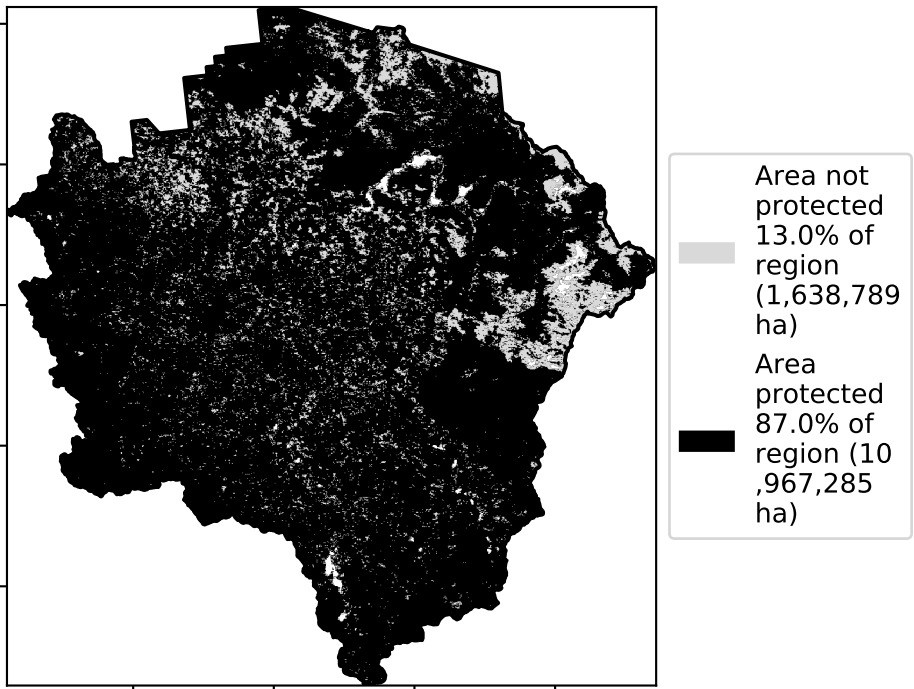 Area not
protected
13.0% of
region
(1,638,789
ha)
Area
protected
87.0% of
region (10
,967,285
ha)